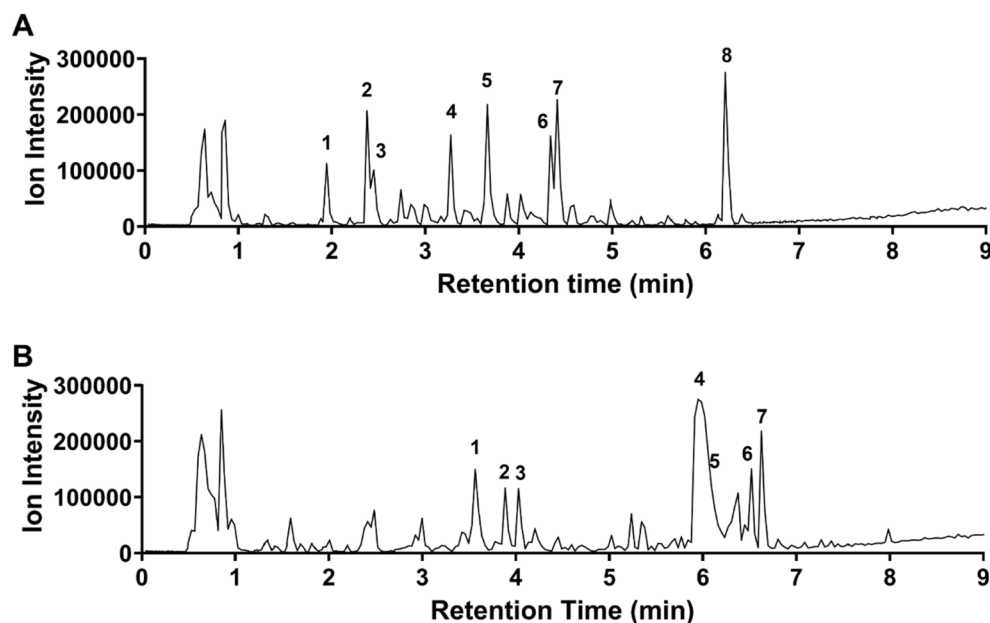 A
Ion Intensity
300000
200000
100000
0
1
2
3
4
5
6
7
8
0 1 2 3 4 5 6 7 8 9
Retention time (min)
B
Ion Intensity
300000
200000
100000
0
1
2
3
4
5
6
7
0 1 2 3 4 5 6 7 8 9
Retention Time (min)